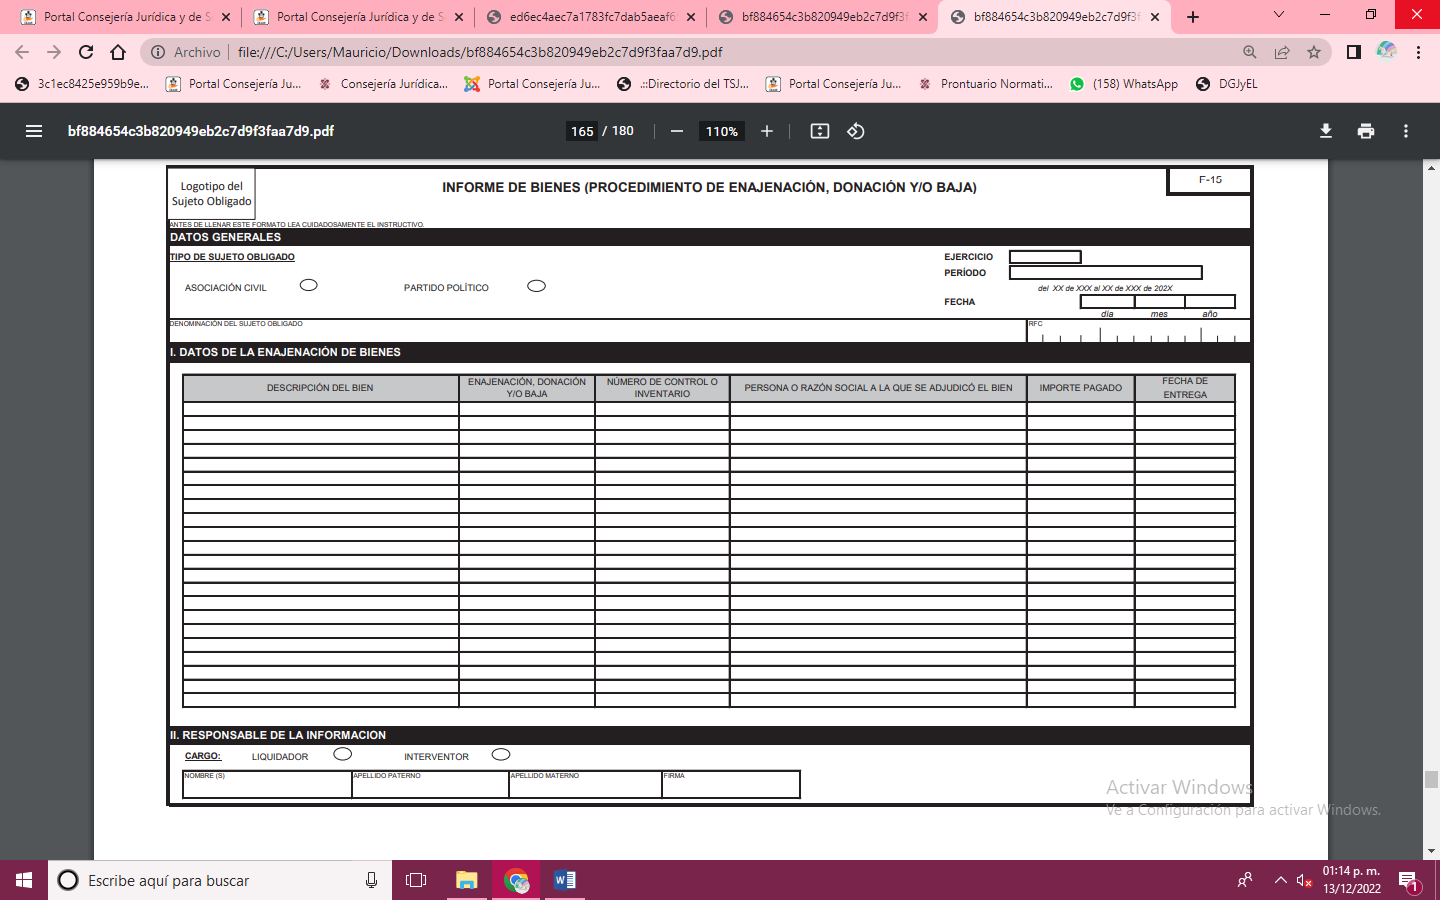 Portal Consejería Jurídica y de S
Portal Consejería Jurídica y de S
ed6ec4aec7a1783fc7dab5aeaf6
bf884654c3b820949eb2c7d9f3f
bf884654c3b820949eb2c7d9f3f
Archivo file:///C:/Users/Mauricio/Downloads/bf884654c3b820949eb2c7d9f3faa7d9.pdf
3c1ec8425e959b9e... Portal Consejería Ju... Consejería Jurídica... Portal Consejería Ju... .::Directorio del TSJ... Portal Consejería Ju... Prontuario Normati... (158) WhatsApp DGJyEL
bf884654c3b820949eb2c7d9f3faa7d9.pdf 165 / 180 110%
Logotipo del
Sujeto Obligado
INFORME DE BIENES (PROCEDIMIENTO DE ENAJENACIÓN, DONACIÓN Y/O BAJA)
F-15
ANTES DE LLENAR ESTE FORMATO LEA CUIDADOSAMENTE EL INSTRUCTIVO.
DATOS GENERALES
TIPO DE SUJETO OBLIGADO
EJERCICIO
PERÍODO
ASOCIACIÓN CIVIL PARTIDO POLÍTICO
del XX de XXX al XX de XXX de 202X
FECHA
día mes año
DENOMINACIÓN DEL SUJETO OBLIGADO RFC
I. DATOS DE LA ENAJENACIÓN DE BIENES
DESCRIPCIÓN DEL BIEN
ENAJENACIÓN, DONACIÓN
Y/O BAJA
NÚMERO DE CONTROL O
INVENTARIO
PERSONA O RAZÓN SOCIAL A LA QUE SE ADJUDICÓ EL BIEN
IMPORTE PAGADO
FECHA DE
ENTREGA
II. RESPONSABLE DE LA INFORMACION
CARGO: LIQUIDADOR INTERVENTOR
NOMBRE (S) APELLIDO PATERNO APELLIDO MATERNO FIRMA
Activar Windows
Ve a Configuración para activar Windows.
Escribe aquí para buscar
01:14 p. m.
13/12/2022
1